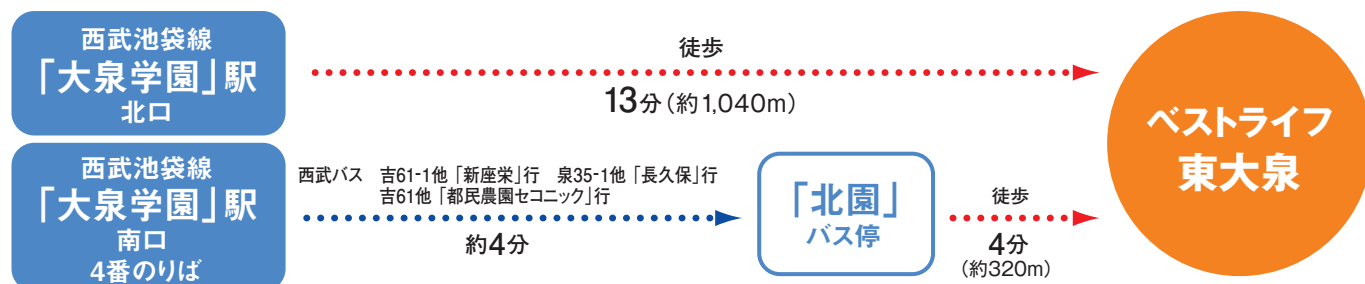 西武池袋線
「大泉学園」駅
北口
徒歩
13分(約1,040m)
西武池袋線
「大泉学園」駅
南口
4番のりば
西武バス 吉61-1他「新座栄」行 泉35-1他「長久保」行
吉61他「都民農園セコニック」行
約4分
「北園」
バス停
徒歩
4分
(約320m)
ベストライフ
東大泉